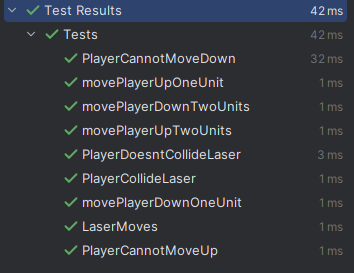 Test Results 42 ms
Tests 42 ms
PlayerCannotMoveDown 32 ms
movePlayerUpOneUnit 1 ms
movePlayerDownTwoUnits 1 ms
movePlayerUpTwoUnits 1 ms
PlayerDoesntCollideLaser 3 ms
PlayerCollideLaser 1 ms
movePlayerDownOneUnit 1 ms
LaserMoves 1 ms
PlayerCannotMoveUp 1 ms